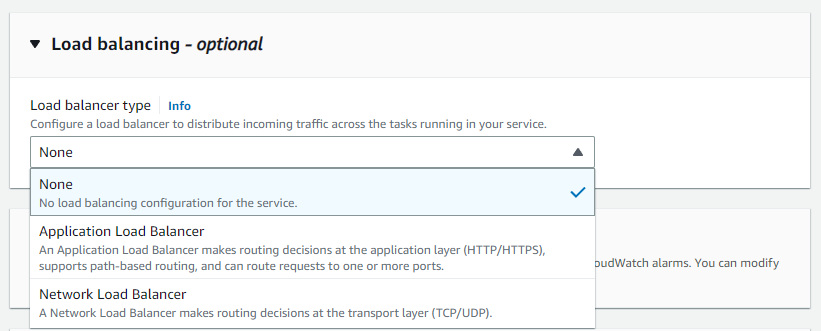 Load balancing - optional
Load balancer type Info
Configure a load balancer to distribute incoming traffic across the tasks running in your service.
None
None
No load balancing configuration for the service.
Application Load Balancer
An Application Load Balancer makes routing decisions at the application layer (HTTP/HTTPS),
supports path-based routing, and can route requests to one or more ports.
oudWatch alarms. You can modify
Network Load Balancer
A Network Load Balancer makes routing decisions at the transport layer (TCP/UDP).